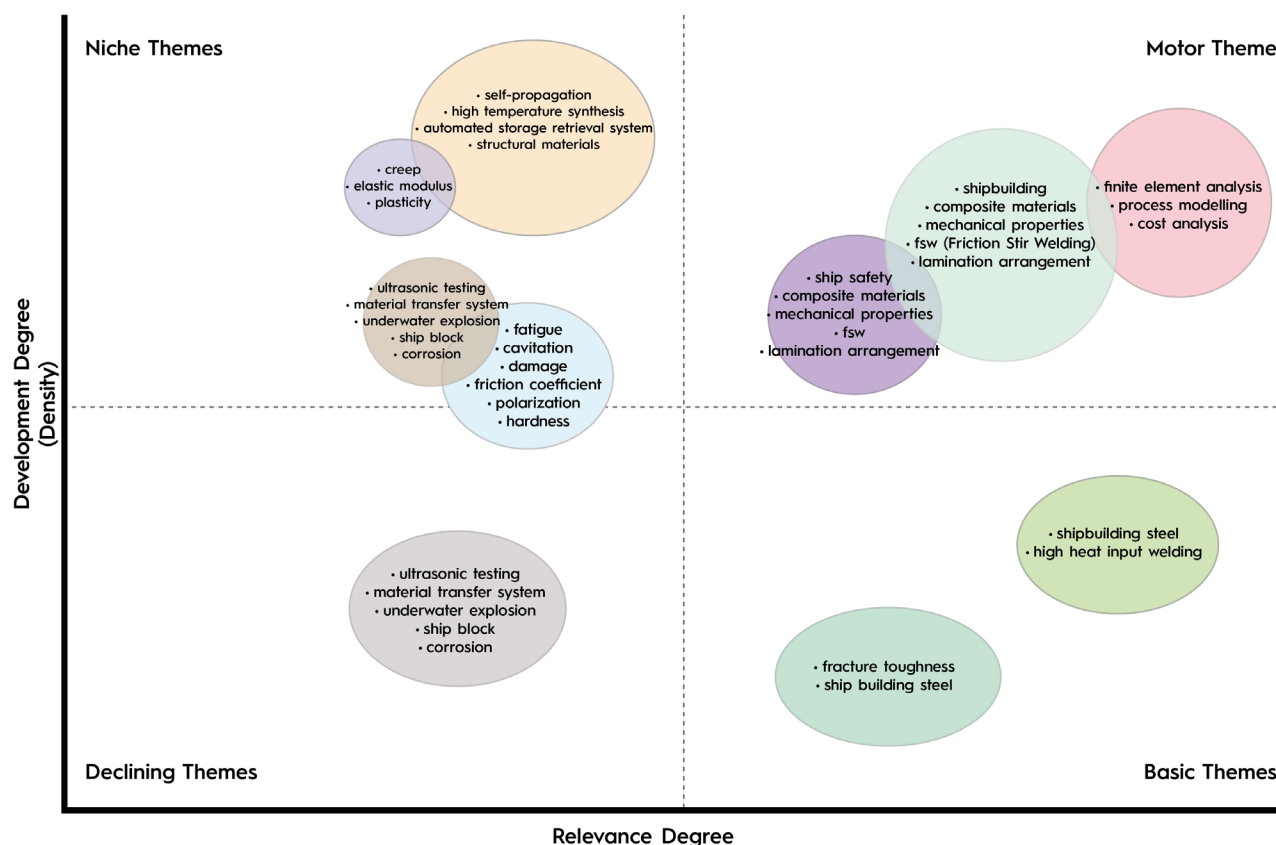 Niche Themes
Motor Theme
• self-propagation
• high temperature synthesis
• automated storage retrieval system
• structural materials
• creep
• elastic modulus
• plasticity
• shipbuilding
• composite materials
• mechanical properties
• fsw (Friction Stir Welding)
• lamination arrangement
• finite element analysis
• process modelling
• cost analysis
• ship safety
• composite materials
• mechanical properties
• fsw
• lamination arrangement
• ultrasonic testing
• material transfer system
• underwater explosion
• ship block
• corrosion
• fatigue
• cavitation
• damage
• friction coefficient
• polarization
• hardness
Development Degree
(Density)
• shipbuilding steel
• high heat input welding
• ultrasonic testing
• material transfer system
• underwater explosion
• ship block
• corrosion
• fracture toughness
• ship building steel
Declining Themes
Basic Themes
Relevance Degree